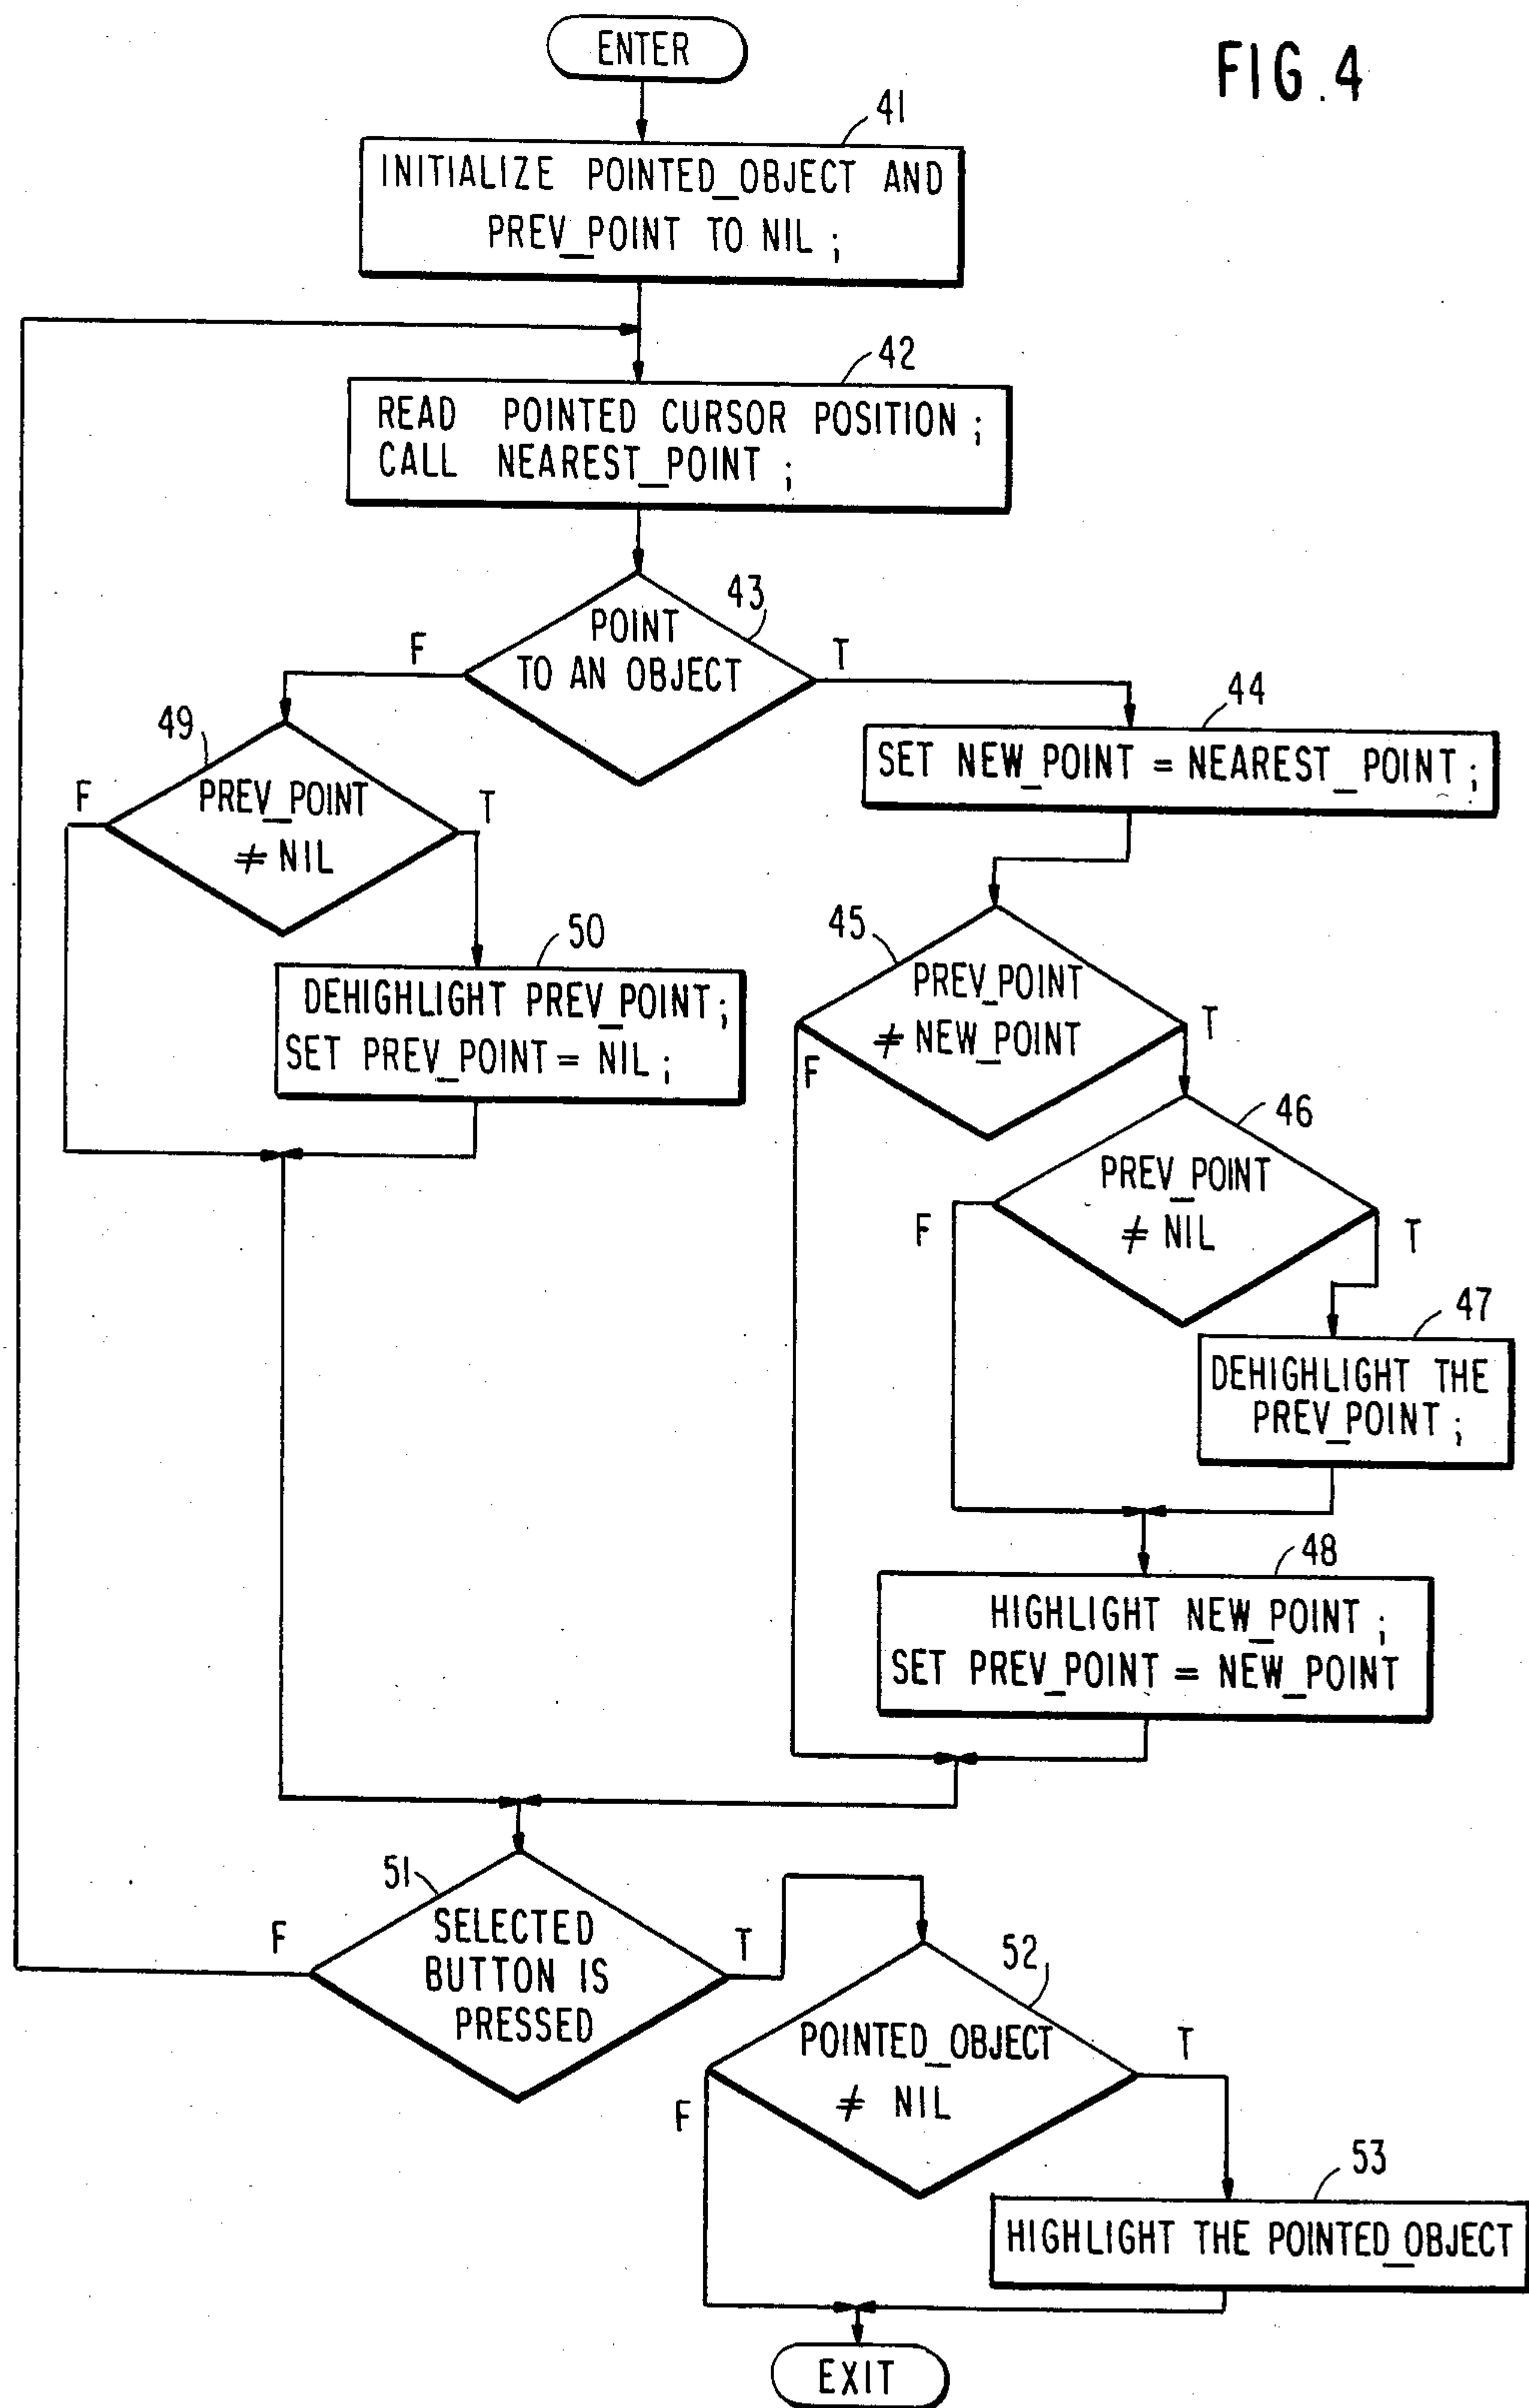 ENTER
FIG. 4
41
INITIALIZE POINTED_OBJECT AND
PREV_POINT TO NIL ;
42
READ POINTED CURSOR POSITION ;
CALL NEAREST_POINT ;
43
POINT
TO AN OBJECT
F
T
44
SET NEW_POINT = NEAREST_POINT ;
49
PREV_POINT
≠ NIL
F
T
50
DEHIGHLIGHT PREV_POINT ;
SET PREV_POINT = NIL ;
45
PREV_POINT
≠ NEW_POINT
F
T
46
PREV_POINT
≠ NIL
F
T
47
DEHIGHLIGHT THE
PREV_POINT ;
48
HIGHLIGHT NEW_POINT ;
SET PREV_POINT = NEW_POINT
51
SELECTED
BUTTON IS
PRESSED
F
T
52
POINTED_OBJECT
≠ NIL
F
T
53
HIGHLIGHT THE POINTED_OBJECT
EXIT